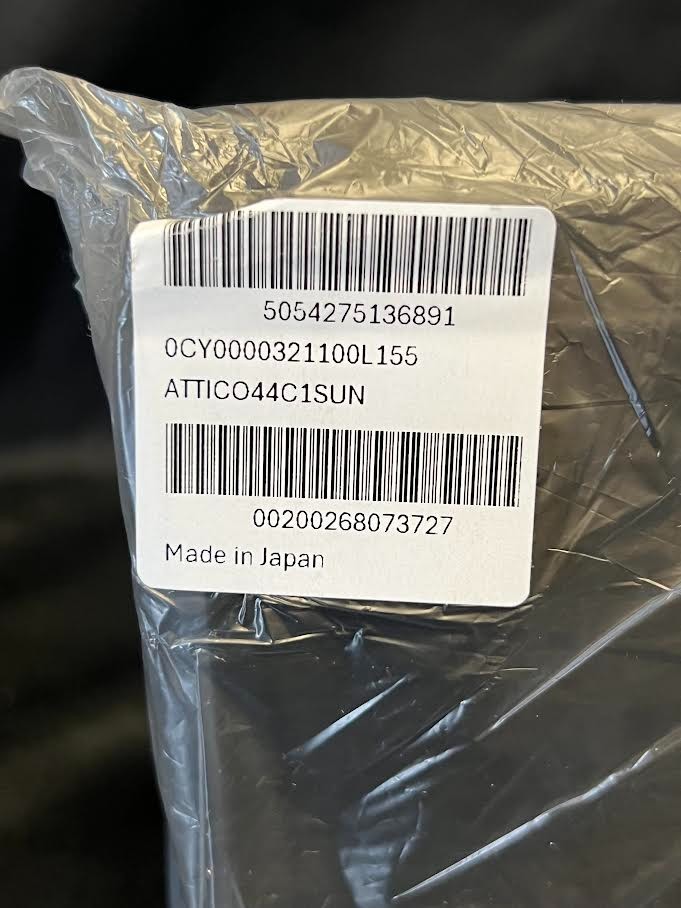 5054275136891
0CY0000321100L155
ATTICO44C1SUN
00200268073727
Made in Japan